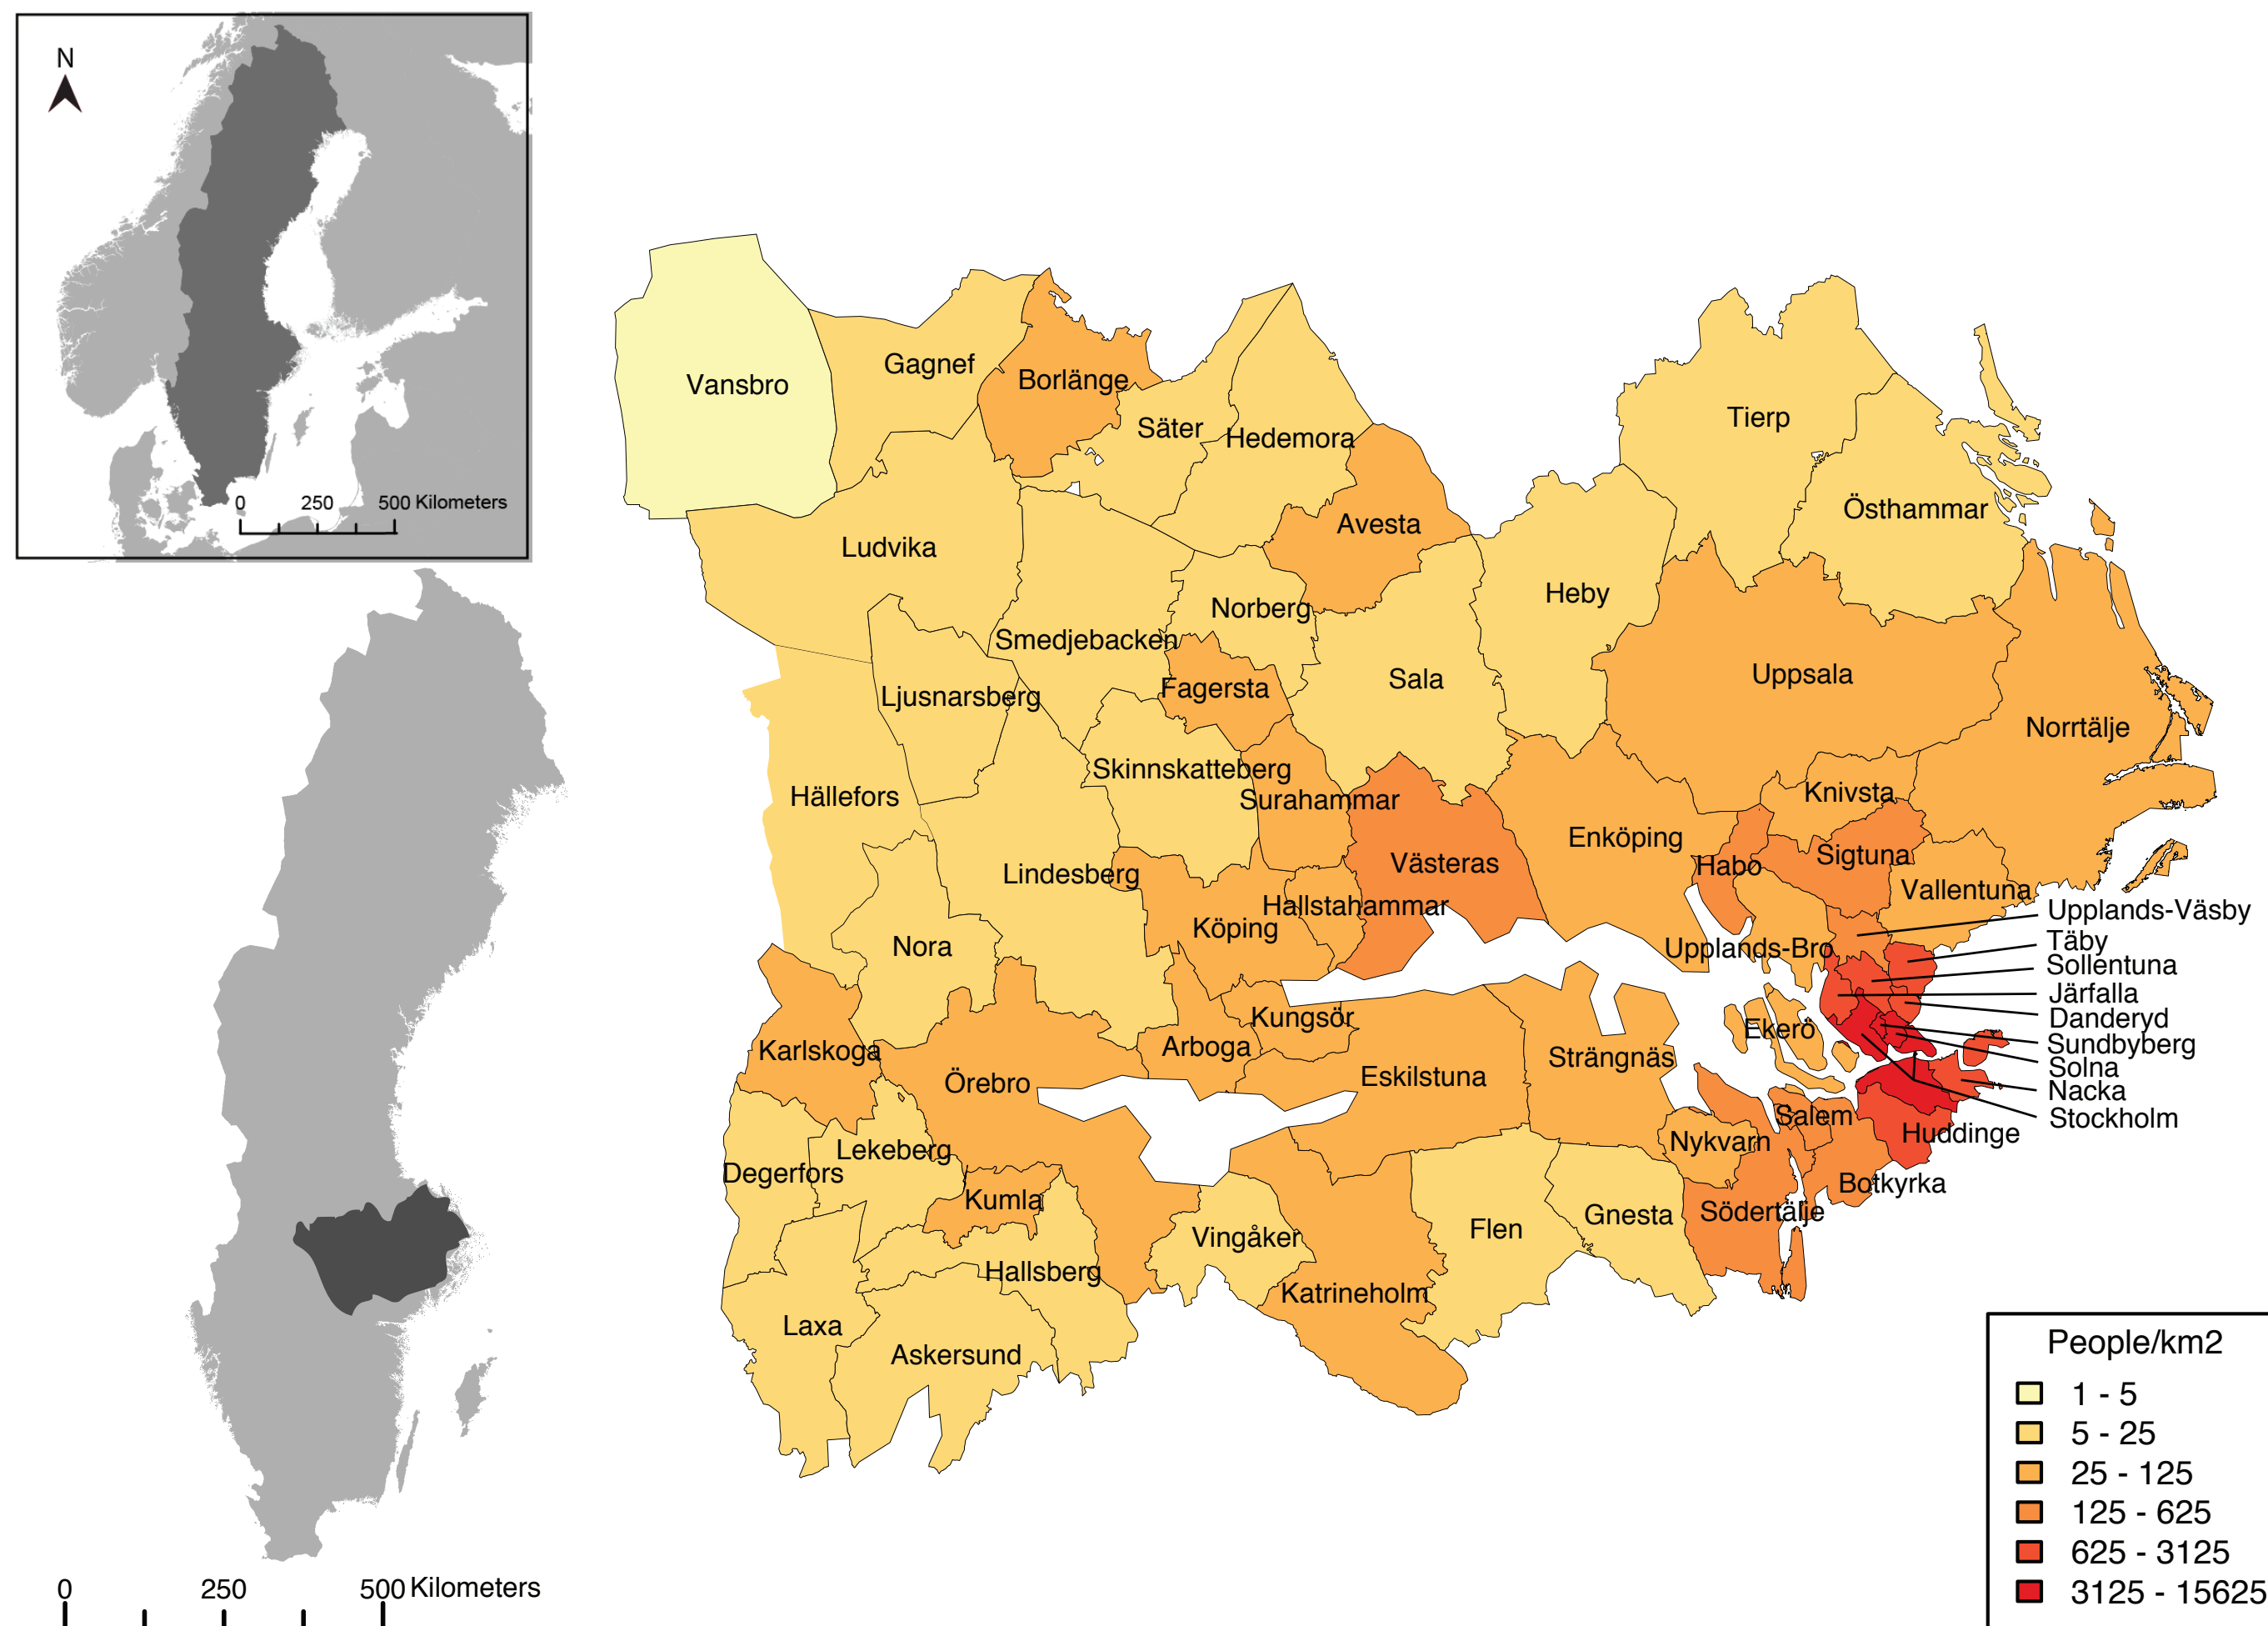 N
0 250 500 Kilometers
0 250 500 Kilometers
Vansbro
Gagnef
Borlänge
Säter
Hedemora
Avesta
Tierp
Östhammar
Ludvika
Norberg
Heby
Smedjebacken
Fagersta
Sala
Uppsala
Ljusnarsberg
Norrtälje
Skinnskatteberg
Hällefors
Surahammar
Knivsta
Enköping
Västeras
Habo
Sigtuna
Lindesberg
Vallentuna
Hallstahammar
Upplands-Väsby
Köping
Nora
Upplands-Bro
Täby
Sollentuna
Järfalla
Kungsör
Danderyd
Ekerö
Arboga
Sundbyberg
Karlskoga
Strängnäs
Solna
Örebro
Eskilstuna
Nacka
Salem
Stockholm
Huddinge
Nykvarn
Lekeberg
Degerfors
Botkyrka
Kumla
Södertälje
Gnesta
Flen
Vingåker
Hallsberg
Katrineholm
Laxa
Askersund
People/km2
1 - 5
5 - 25
25 - 125
125 - 625
625 - 3125
3125 - 15625